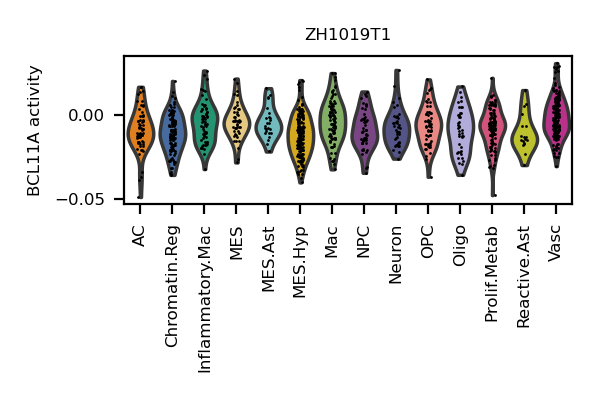 ZH1019T1
BCL11A activity
0.00
−0.05
AC
Chromatin.Reg
Inflammatory.Mac
MES
MES.Ast
MES.Hyp
Mac
NPC
Neuron
OPC
Oligo
Prolif.Metab
Reactive.Ast
Vasc